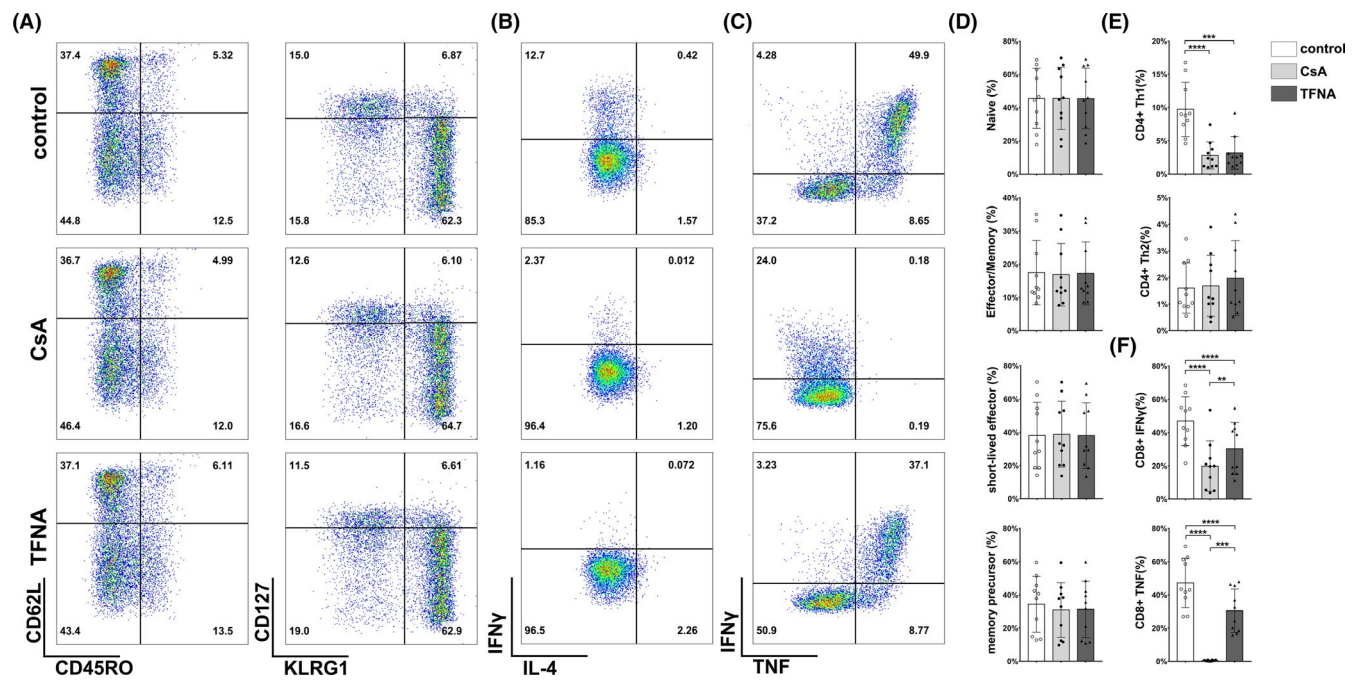 (A)
(B)
(C)
(D)
(E)
control
CsA
TFNA
control
37.4 5.32
44.8 12.5
15.0 6.87
15.8 62.3
12.7 0.42
85.3 1.57
4.28 49.9
37.2 8.65
CsA
36.7 4.99
46.4 12.0
12.6 6.10
16.6 64.7
2.37 0.012
96.4 1.20
24.0 0.18
75.6 0.19
TFNA
37.1 6.11
43.4 13.5
11.5 6.61
19.0 62.9
1.16 0.072
96.5 2.26
3.23 37.1
50.9 8.77
CD62L
CD45RO
CD127
KLRG1
IFNγ
IL-4
IFNγ
TNF
Naive (%)
80%
60%
40%
20%
0%
Effector/Memory (%)
40%
30%
20%
10%
0%
short-lived effector (%)
80%
60%
40%
20%
0%
memory precursor (%)
80%
60%
40%
20%
0%
CD4+ Th1(%)
20%
15%
10%
5%
0%
***
****
CD4+ Th2(%)
5%
4%
3%
2%
1%
0%
(F)
CD8+ IFNγ(%)
80%
60%
40%
20%
0%
****
****
**
CD8+ TNF(%)
80%
60%
40%
20%
0%
****
****
***